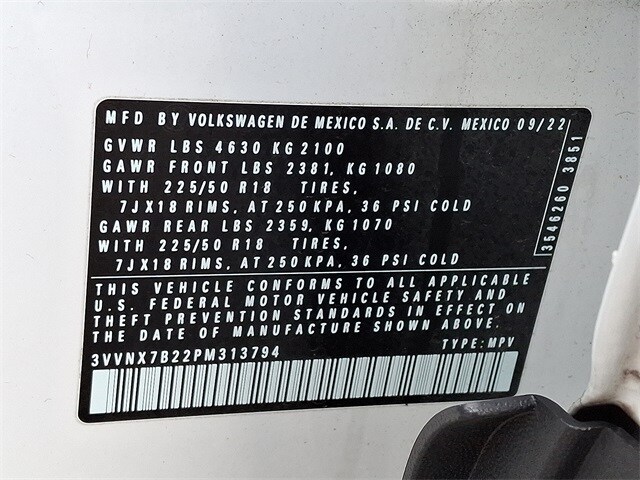 MFD BY VOLKSWAGEN DE MEXICO S.A. DE C.V. MEXICO 09/22
GVWR LBS 4630 KG 2100
GAWR FRONT LBS 2381, KG 1080
WITH 225/50 R18 TIRES,
7JX18 RIMS, AT 250 KPA, 36 PSI COLD
GAWR REAR LBS 2359, KG 1070
WITH 225/50 R18 TIRES,
7JX18 RIMS, AT 250 KPA, 36 PSI COLD
3546260 3851
THIS VEHICLE CONFORMS TO ALL APPLICABLE
U.S. FEDERAL MOTOR VEHICLE SAFETY AND
THEFT PREVENTION STANDARDS IN EFFECT ON
THE DATE OF MANUFACTURE SHOWN ABOVE.
3VVNX7B22PM313794 TYPE: MPV